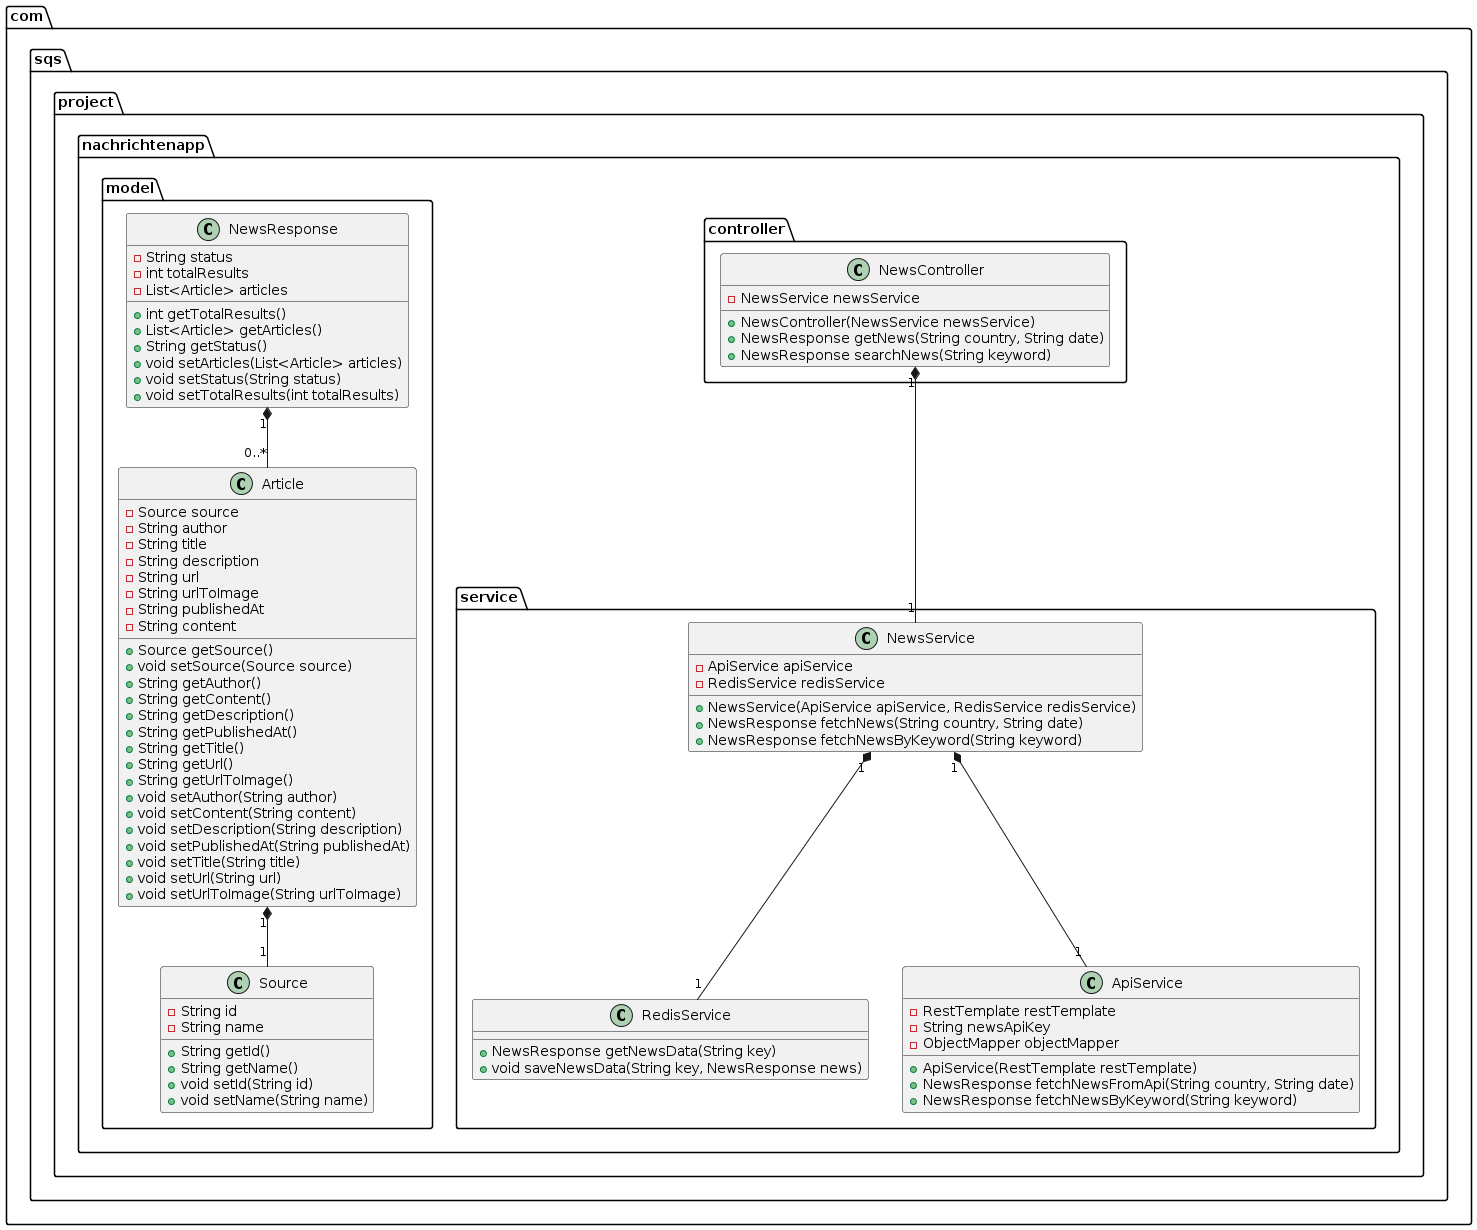 com
sqs
project
nachrichtenapp
model
NewsResponse
String status
int totalResults
List<Article> articles
int getTotalResults()
List<Article> getArticles()
String getStatus()
void setArticles(List<Article> articles)
void setStatus(String status)
void setTotalResults(int totalResults)
1
0..*
Article
Source source
String author
String title
String description
String url
String urlToImage
String publishedAt
String content
Source getSource()
void setSource(Source source)
String getAuthor()
String getContent()
String getDescription()
String getPublishedAt()
String getTitle()
String getUrl()
String getUrlToImage()
void setAuthor(String author)
void setContent(String content)
void setDescription(String description)
void setPublishedAt(String publishedAt)
void setTitle(String title)
void setUrl(String url)
void setUrlToImage(String urlToImage)
1
1
Source
String id
String name
String getId()
String getName()
void setId(String id)
void setName(String name)
controller
NewsController
NewsService newsService
NewsController(NewsService newsService)
NewsResponse getNews(String country, String date)
NewsResponse searchNews(String keyword)
1
1
service
NewsService
ApiService apiService
RedisService redisService
NewsService(ApiService apiService, RedisService redisService)
NewsResponse fetchNews(String country, String date)
NewsResponse fetchNewsByKeyword(String keyword)
1
1
1
1
RedisService
NewsResponse getNewsData(String key)
void saveNewsData(String key, NewsResponse news)
ApiService
RestTemplate restTemplate
String newsApiKey
ObjectMapper objectMapper
ApiService(RestTemplate restTemplate)
NewsResponse fetchNewsFromApi(String country, String date)
NewsResponse fetchNewsByKeyword(String keyword)